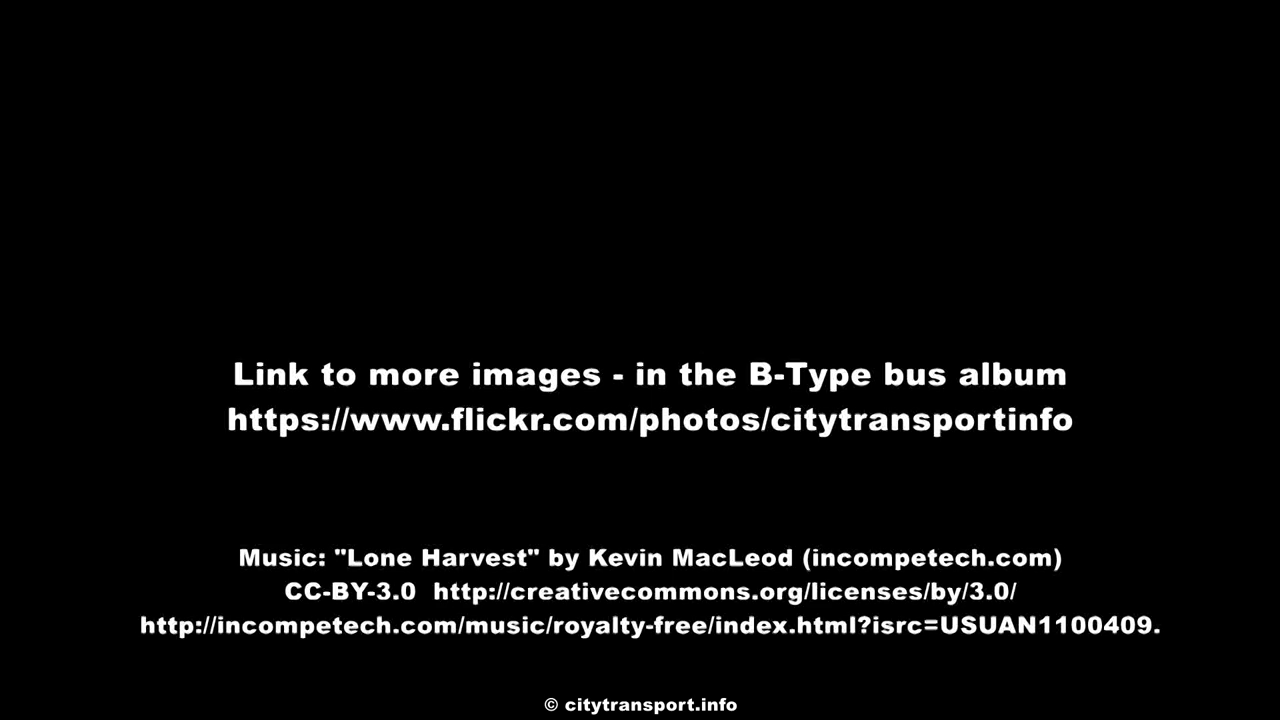 Link to more images - in the B-Type bus album
https://www.flickr.com/photos/citytransportinfo
Music: "Lone Harvest" by Kevin MacLeod (incompetech.com)
CC-BY-3.0 http://creativecommons.org/licenses/by/3.0/
http://incompetech.com/music/royalty-free/index.html?isrc=USUAN1100409.
© citytransport.info